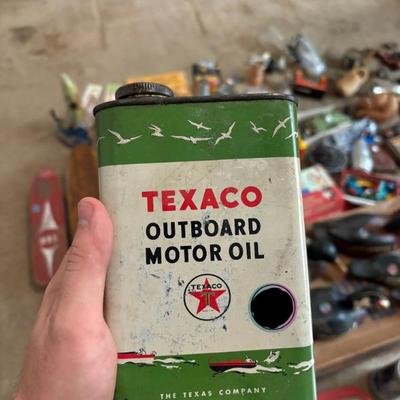 TEXACO
OUTBOARD
MOTOR OIL
TEXACO
T
THE TEXAS COMPANY